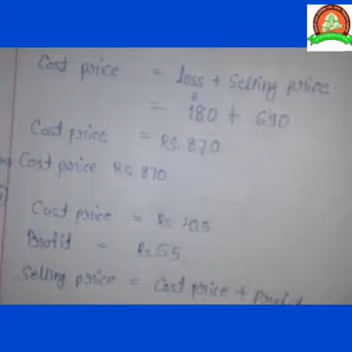 Cost price = loss + Selling price
= 180 + 690
Cost price = Rs. 870
Cost price Rs. 870
Cost price = Rs
Profit = Rs. 55
Selling price = Cost price + Profit